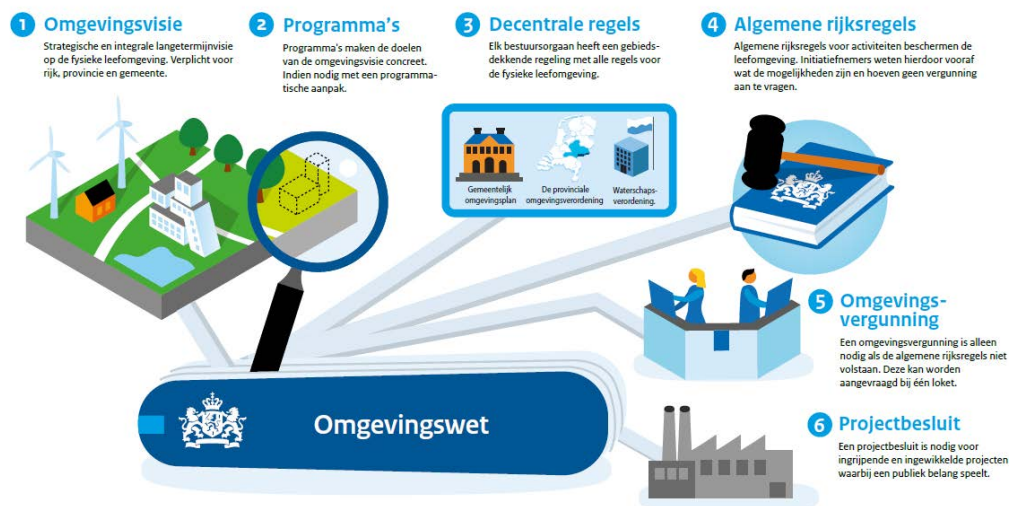 1 Omgevingsvisie
Strategische en integrale langetermijnvisie
op de fysieke leefomgeving. Verplicht voor
rijk, provincie en gemeente.
2 Programma's
Programma's maken de doelen
van de omgevingsvisie concreet.
Indien nodig met een programma-
tische aanpak.
3 Decentrale regels
Elk bestuursorgaan heeft een gebieds-
dekkende regeling met alle regels voor
de fysieke leefomgeving.
Gemeentelijk
omgevingsplan
De provinciale
omgevingsverordening
Waterschaps-
verordening.
4 Algemene rijksregels
Algemene rijksregels voor activiteiten beschermen de
leefomgeving. Initiatiefnemers weten hierdoor vooraf
wat de mogelijkheden zijn en hoeven geen vergunning
aan te vragen.
5 Omgevings-
vergunning
Een omgevingsvergunning is alleen
nodig als de algemene rijksregels niet
volstaan. Deze kan worden
aangevraagd bij één loket.
6 Projectbesluit
Een projectbesluit is nodig voor
ingrijpende en ingewikkelde projecten
waarbij een publiek belang speelt.
Omgevingswet